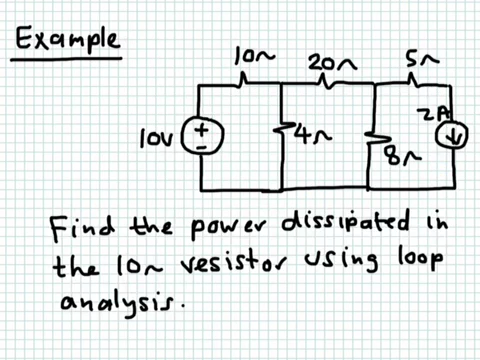 Example
10Ω 20Ω 5Ω
2A
10V + - 4Ω
8Ω
Find the power dissipated in
the 10Ω resistor using loop
analysis.